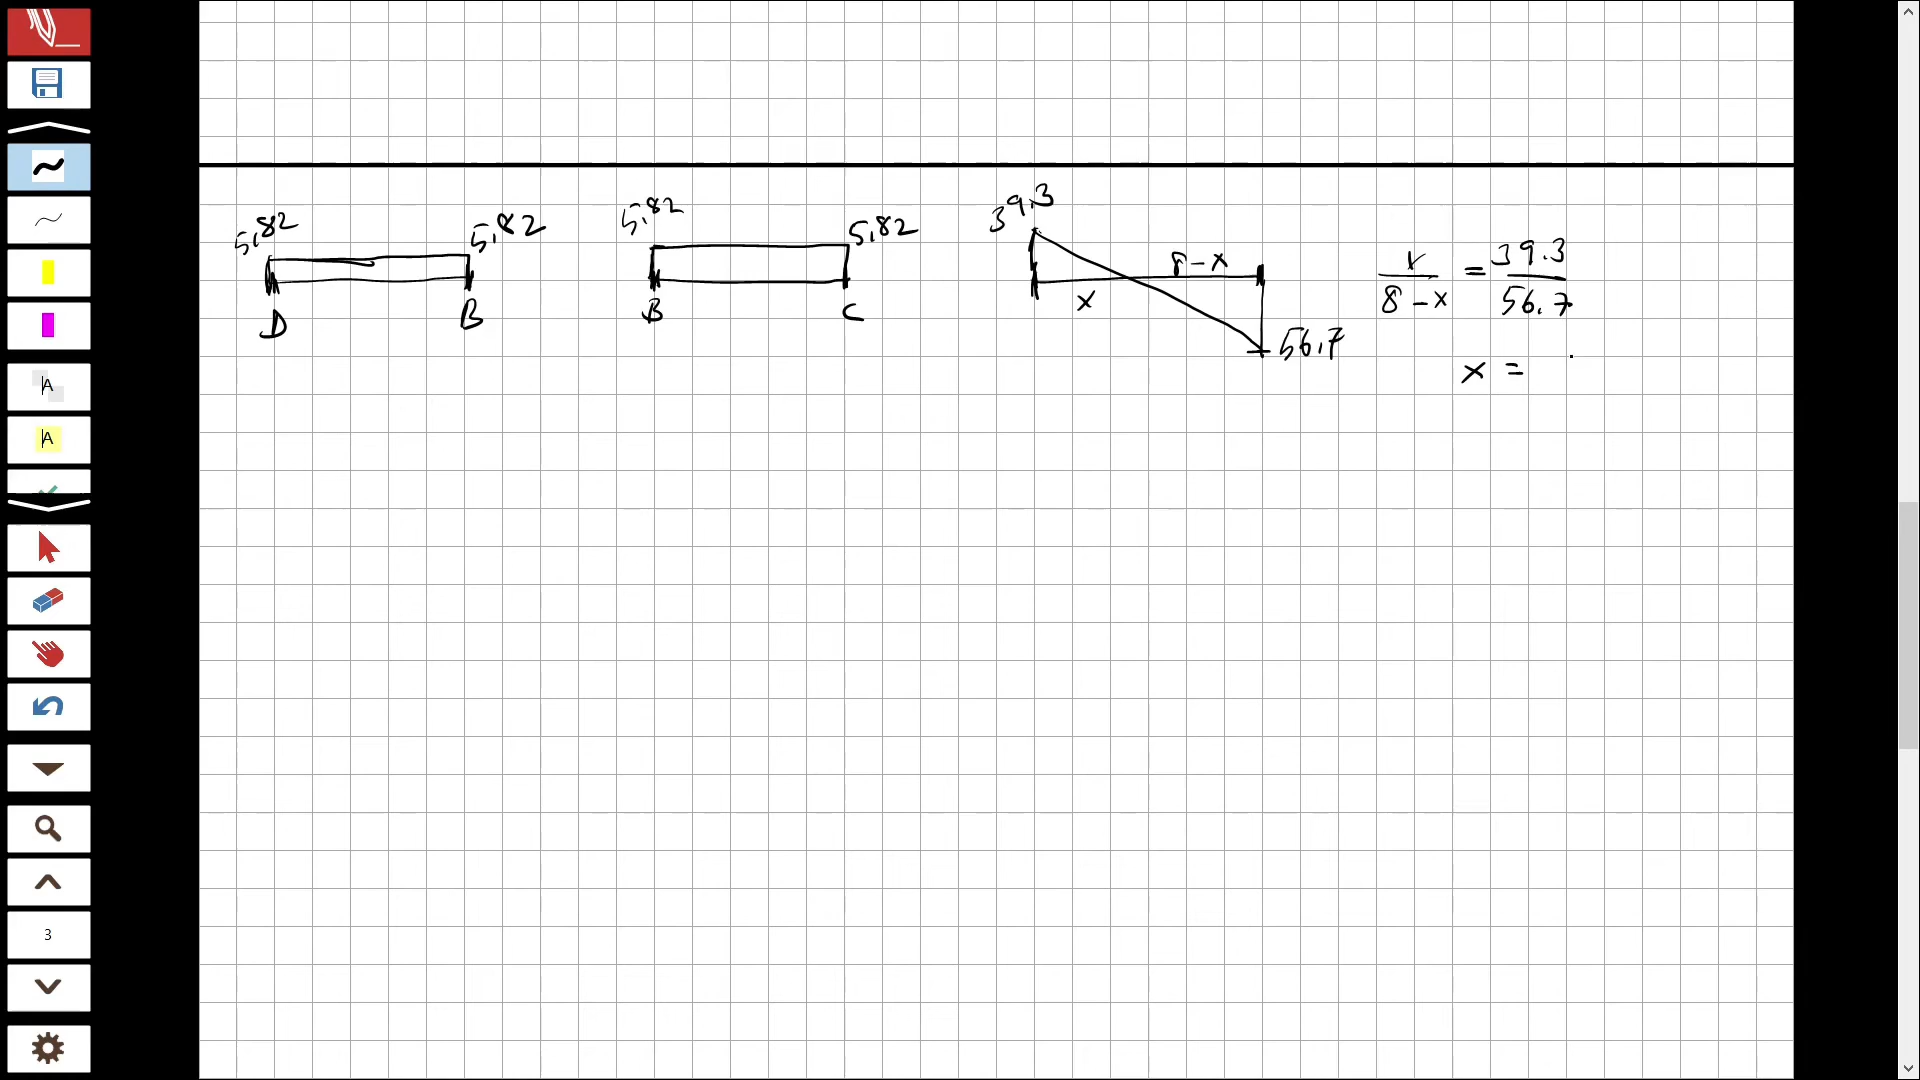 5,82 5,82
D B
5,82 5,82
B C
39.3
x 8-x
56,7
x/8-x = 39.3/56.7
x =
A
A
3